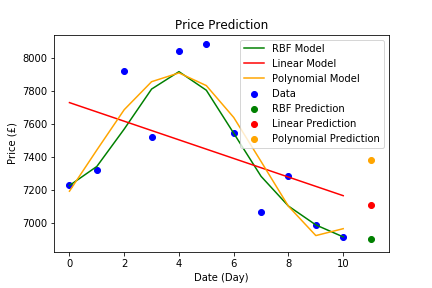 Price Prediction
Price (£)
8000
7800
7600
7400
7200
7000
0 2 4 6 8 10
Date (Day)
RBF Model
Linear Model
Polynomial Model
Data
RBF Prediction
Linear Prediction
Polynomial Prediction